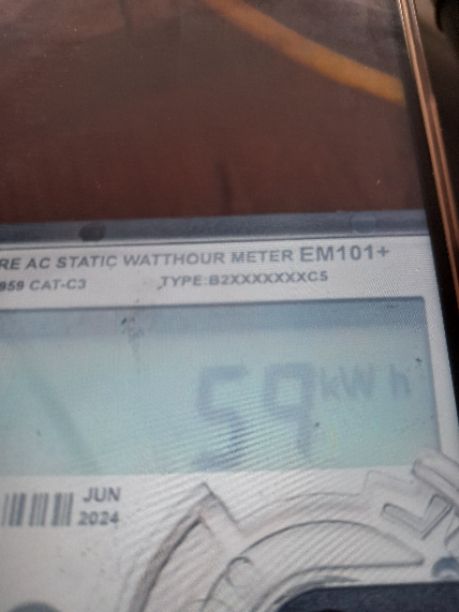 RE AC STATIC WATTHOUR METER EM101+
959 CAT-C3 TYPE:B2XXXXXXXC5
59 kWh
JUN
2024